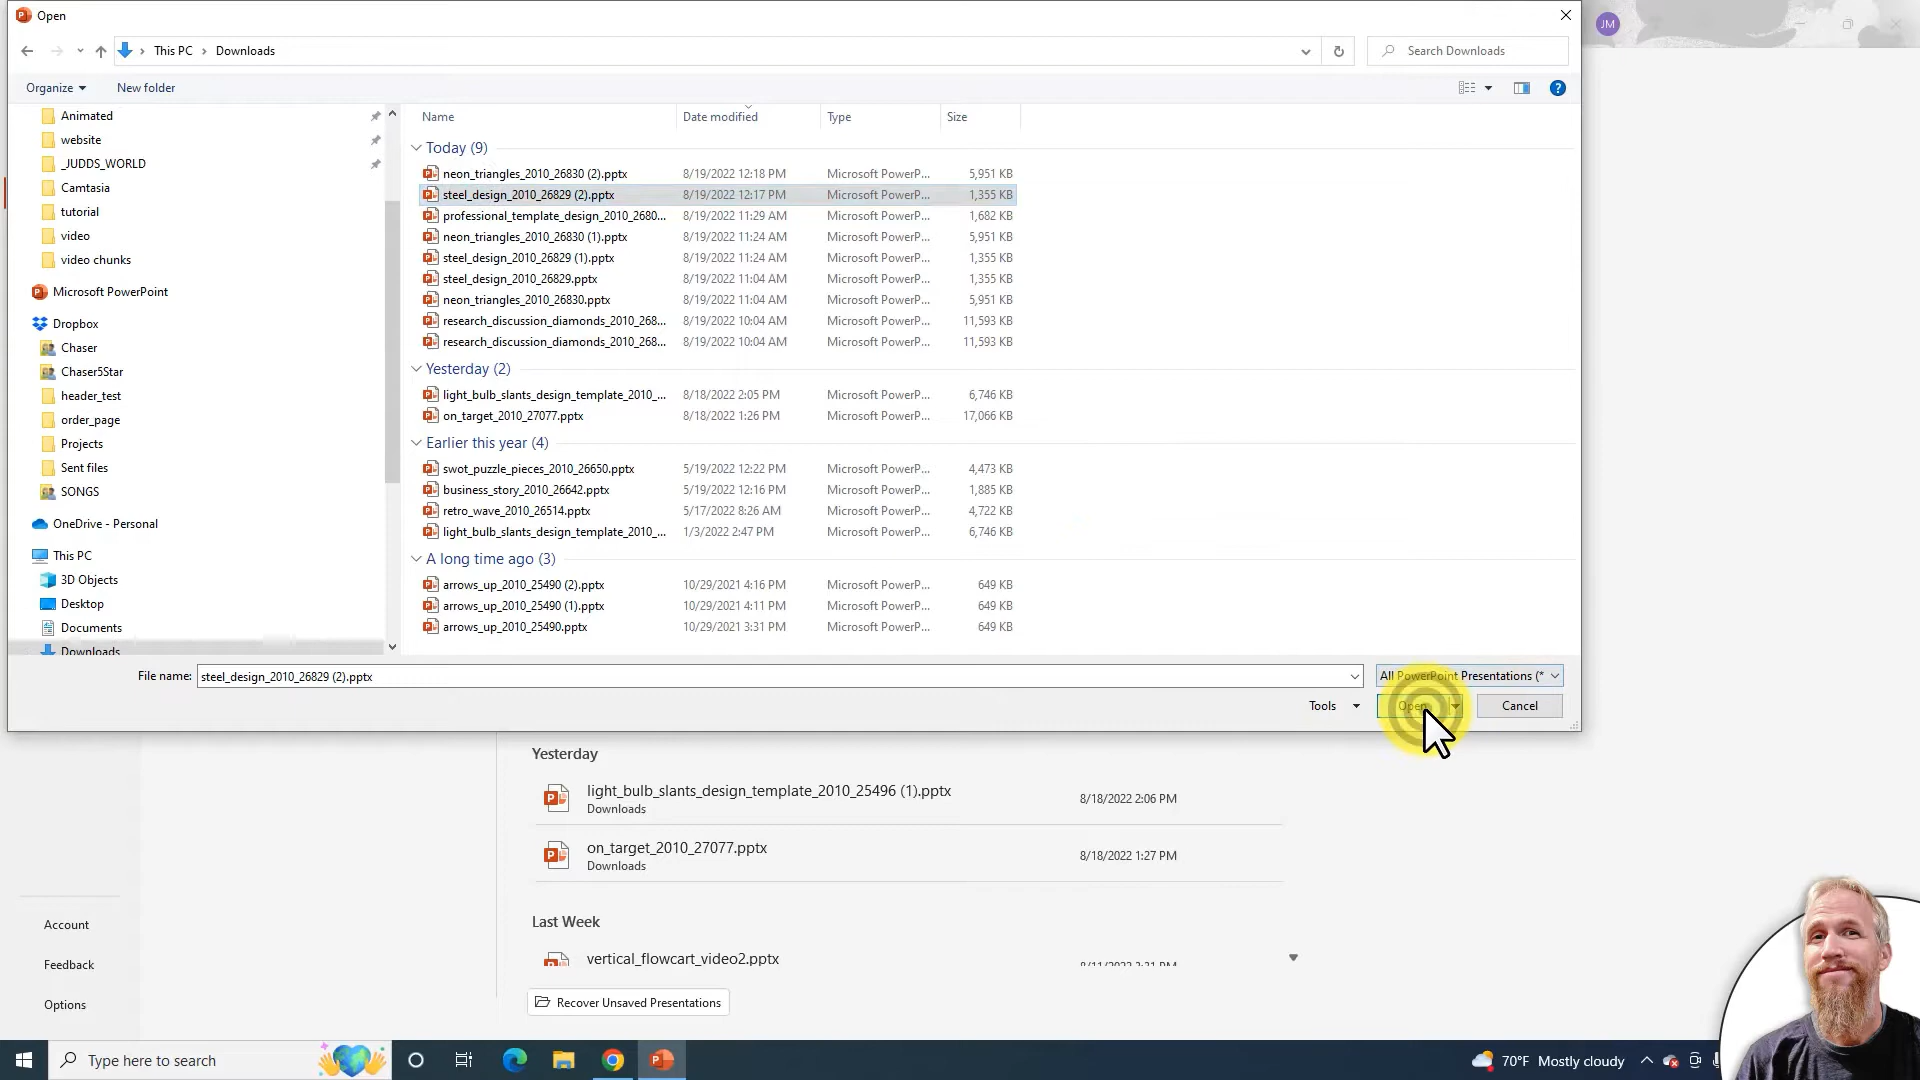 Open
JM
This PC > Downloads
Search Downloads
Organize
New folder
Animated
website
_JUDDS_WORLD
Camtasia
tutorial
video
video chunks
Microsoft PowerPoint
Dropbox
Chaser
Chaser5Star
header_test
order_page
Projects
Sent files
SONGS
OneDrive - Personal
This PC
3D Objects
Desktop
Documents
Downloads
Name Date modified Type Size
Today (9)
neon_triangles_2010_26830 (2).pptx 8/19/2022 12:18 PM Microsoft PowerP... 5,951 KB
steel_design_2010_26829 (2).pptx 8/19/2022 12:17 PM Microsoft PowerP... 1,355 KB
professional_template_design_2010_2680... 8/19/2022 11:29 AM Microsoft PowerP... 1,682 KB
neon_triangles_2010_26830 (1).pptx 8/19/2022 11:24 AM Microsoft PowerP... 5,951 KB
steel_design_2010_26829 (1).pptx 8/19/2022 11:24 AM Microsoft PowerP... 1,355 KB
steel_design_2010_26829.pptx 8/19/2022 11:04 AM Microsoft PowerP... 1,355 KB
neon_triangles_2010_26830.pptx 8/19/2022 11:04 AM Microsoft PowerP... 5,951 KB
research_discussion_diamonds_2010_268... 8/19/2022 10:04 AM Microsoft PowerP... 11,593 KB
research_discussion_diamonds_2010_268... 8/19/2022 10:04 AM Microsoft PowerP... 11,593 KB
Yesterday (2)
light_bulb_slants_design_template_2010_... 8/18/2022 2:05 PM Microsoft PowerP... 6,746 KB
on_target_2010_27077.pptx 8/18/2022 1:26 PM Microsoft PowerP... 17,066 KB
Earlier this year (4)
swot_puzzle_pieces_2010_26650.pptx 5/19/2022 12:22 PM Microsoft PowerP... 4,473 KB
business_story_2010_26642.pptx 5/19/2022 12:16 PM Microsoft PowerP... 1,885 KB
retro_wave_2010_26514.pptx 5/17/2022 8:26 AM Microsoft PowerP... 4,722 KB
light_bulb_slants_design_template_2010_... 1/3/2022 2:47 PM Microsoft PowerP... 6,746 KB
A long time ago (3)
arrows_up_2010_25490 (2).pptx 10/29/2021 4:16 PM Microsoft PowerP... 649 KB
arrows_up_2010_25490 (1).pptx 10/29/2021 4:11 PM Microsoft PowerP... 649 KB
arrows_up_2010_25490.pptx 10/29/2021 3:31 PM Microsoft PowerP... 649 KB
File name: steel_design_2010_26829 (2).pptx All PowerPoint Presentations (*
Tools Open Cancel
Yesterday
light_bulb_slants_design_template_2010_25496 (1).pptx
Downloads
8/18/2022 2:06 PM
on_target_2010_27077.pptx
Downloads
8/18/2022 1:27 PM
Last Week
vertical_flowcart_video2.pptx
Recover Unsaved Presentations
Account
Feedback
Options
Type here to search
70°F Mostly cloudy